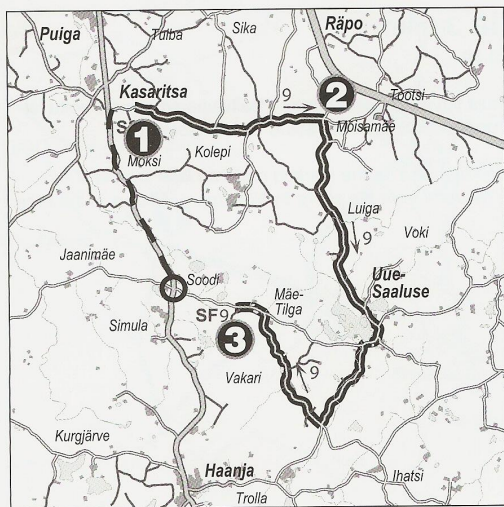 Puiga
Tulba
Sika
Räpo
Kasaritsa
9
2
Tootsi
Möisamäe
S
1
Moksi
Kolepi
Luiga
9
Voki
Jaanimäe
Soodi
Uue-
Saaluse
Mäe-
Tilga
SF9
Simula
3
Vakari
9
Kurgjärve
Haanja
Ihatsi
Trolla